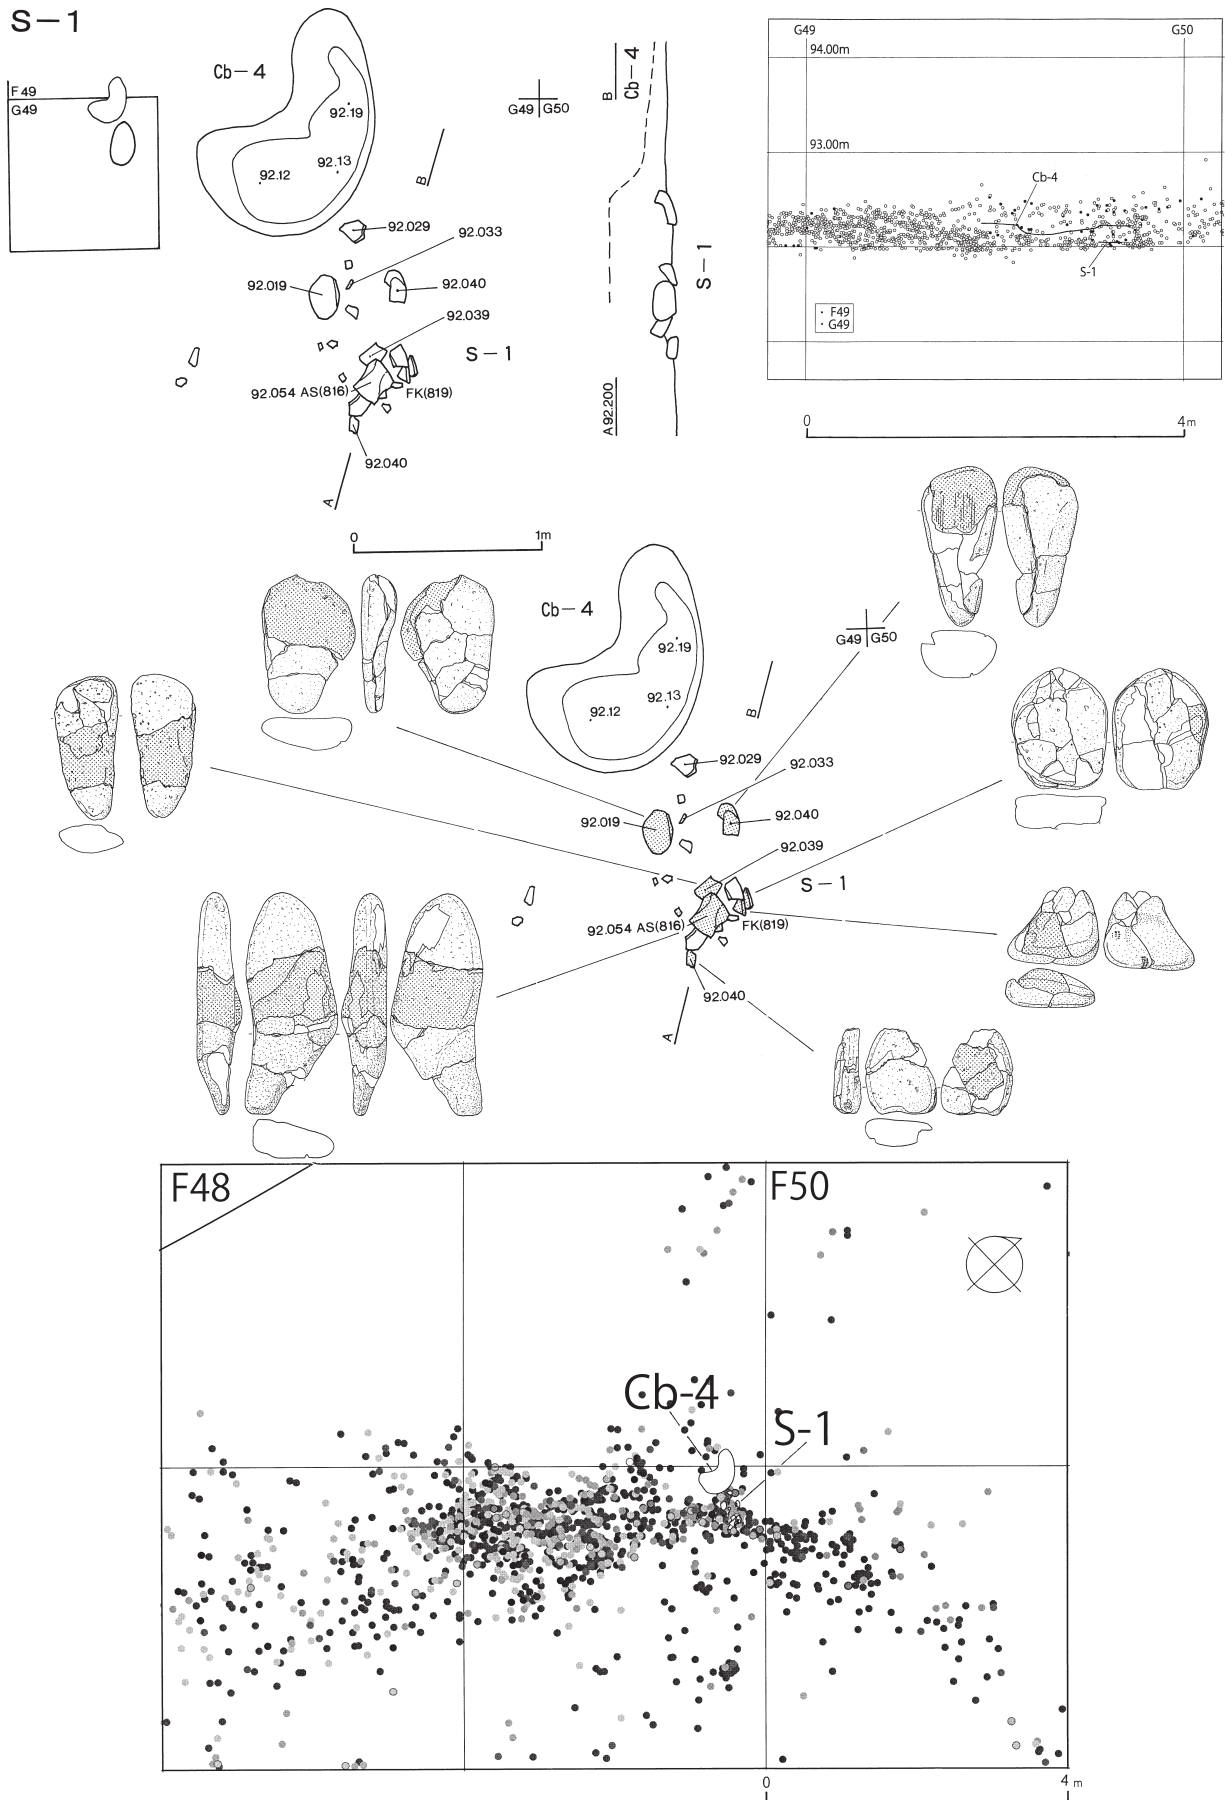 S-1
F49
G49
Cb-4
92.19
92.13
92.12
B
92.029
92.033
92.019
92.040
92.039
S-1
92.054 AS(816)
FK(819)
92.040
A
0 1m
G49 G50
B
Cb-4
S-1
A 92.200
G49 G50
94.00m
93.00m
Cb-4
S-1
・ F49
・ G49
0 4m
Cb-4
G49 G50
92.19
92.13
92.12
B
92.029
92.033
92.019
92.040
92.039
S-1
92.054 AS(816)
FK(819)
92.040
A
F48 F50
Cb-4
S-1
0 4 m